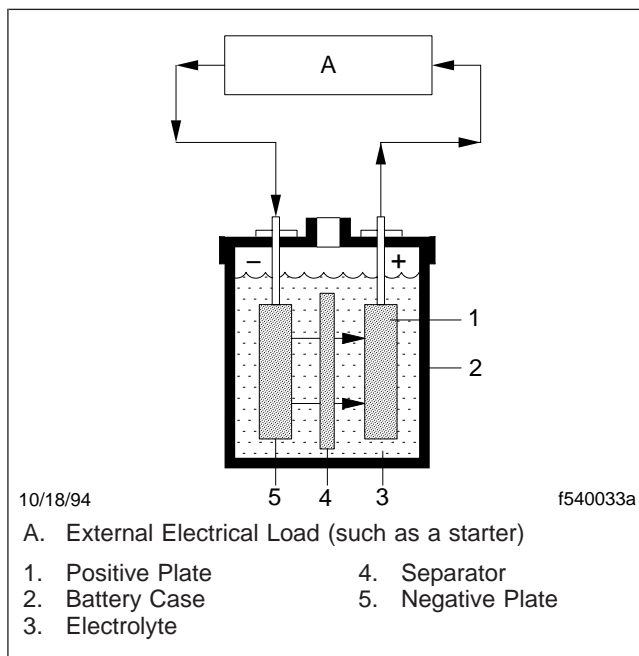 A
− +
1
2
5 4 3
10/18/94 f540033a
A. External Electrical Load (such as a starter)
1. Positive Plate
2. Battery Case
3. Electrolyte
4. Separator
5. Negative Plate